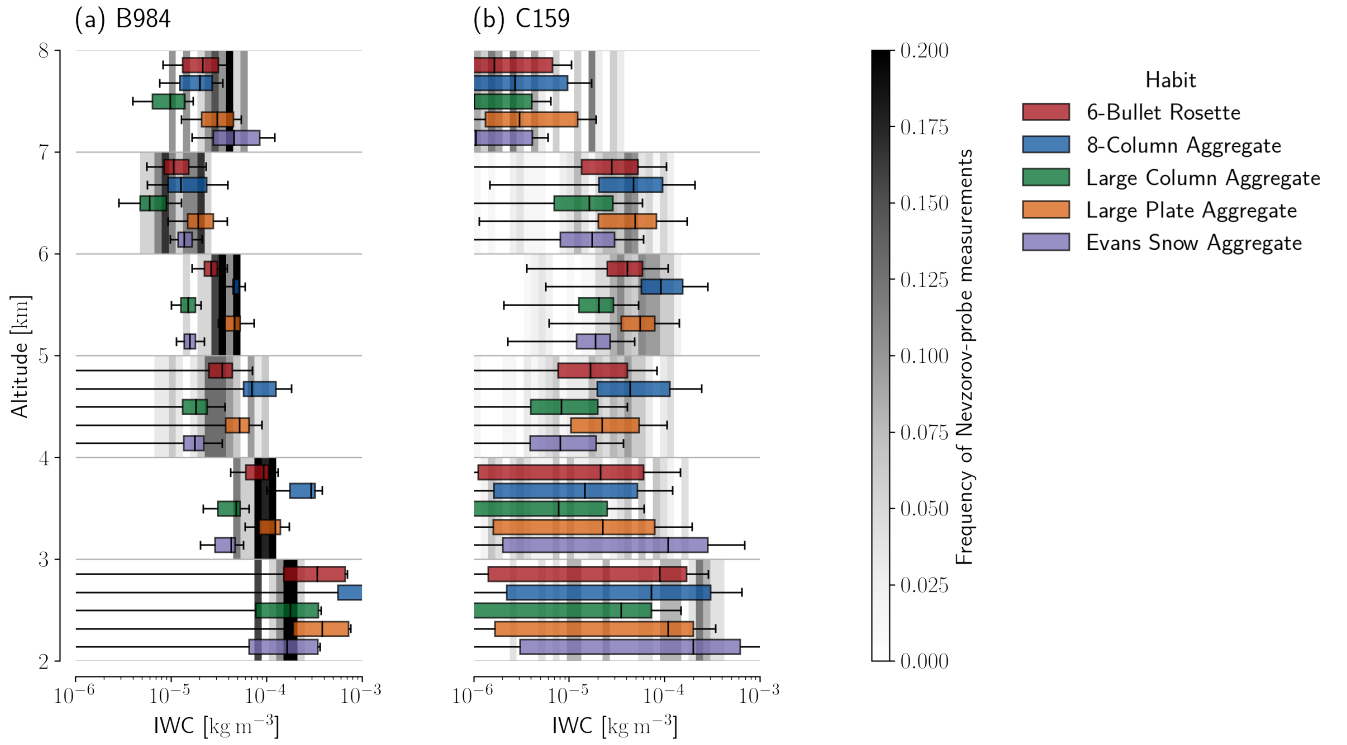 (a) B984
(b) C159
8
7
6
5
4
3
2
Altitude [km]
10⁻⁶
10⁻⁵
10⁻⁴
10⁻³
IWC [kg m⁻³]
10⁻⁶
10⁻⁵
10⁻⁴
10⁻³
IWC [kg m⁻³]
0.200
0.175
0.150
0.125
0.100
0.075
0.050
0.025
0.000
Frequency of Nevzorov-probe measurements
Habit
6-Bullet Rosette
8-Column Aggregate
Large Column Aggregate
Large Plate Aggregate
Evans Snow Aggregate